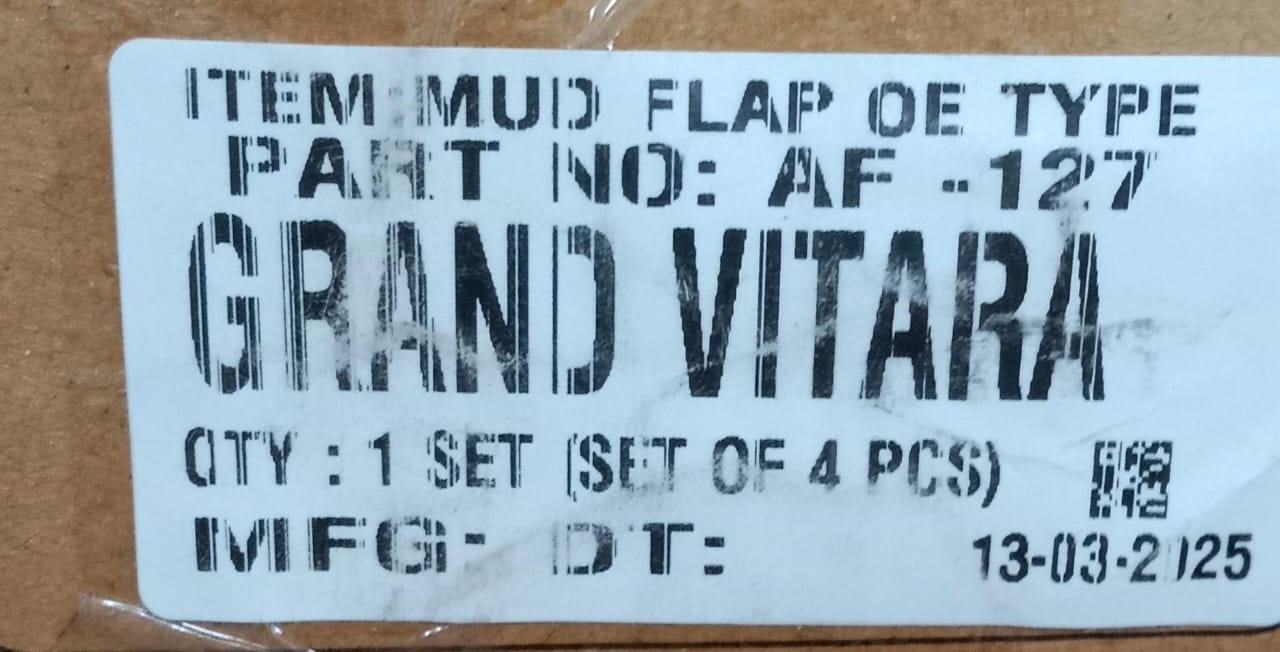 ITEM:MUD FLAP OE TYPE
PART NO: AF -127
GRAND VITARA
QTY : 1 SET (SET OF 4 PCS)
MFG: DT: 13-03-2025